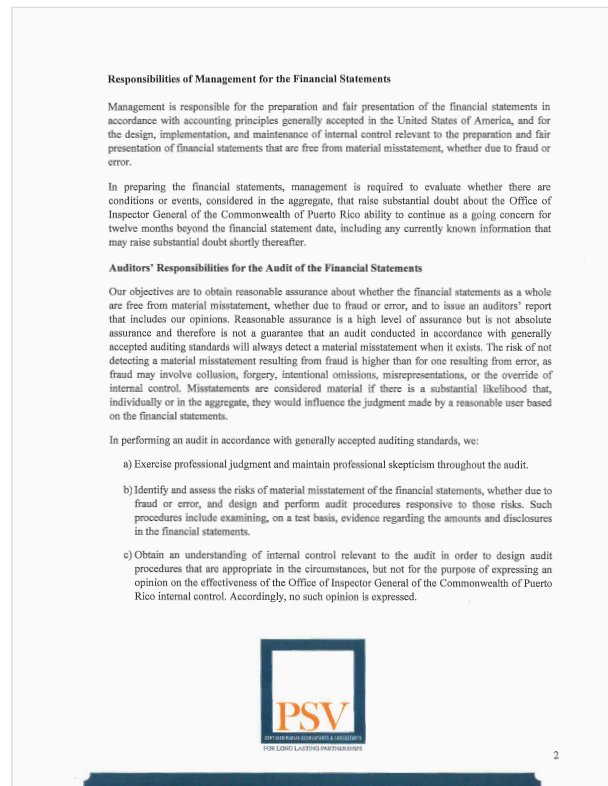 Responsibilities of Management for the Financial Statements
Management is responsible for the preparation and fair presentation of the financial statements in
accordance with accounting principles generally accepted in the United States of America, and for
the design, implementation, and maintenance of internal control relevant to the preparation and fair
presentation of financial statements that are free from material misstatement, whether due to fraud or
error.
In preparing the financial statements, management is required to evaluate whether there are
conditions or events, considered in the aggregate, that raise substantial doubt about the Office of
Inspector General of the Commonwealth of Puerto Rico ability to continue as a going concern for
twelve months beyond the financial statement date, including any currently known information that
may raise substantial doubt shortly thereafter.
Auditors' Responsibilities for the Audit of the Financial Statements
Our objectives are to obtain reasonable assurance about whether the financial statements as a whole
are free from material misstatement, whether due to fraud or error, and to issue an auditors' report
that includes our opinions. Reasonable assurance is a high level of assurance but is not absolute
assurance and therefore is not a guarantee that an audit conducted in accordance with generally
accepted auditing standards will always detect a material misstatement when it exists. The risk of not
detecting a material misstatement resulting from fraud is higher than for one resulting from error, as
fraud may involve collusion, forgery, intentional omissions, misrepresentations, or the override of
internal control. Misstatements are considered material if there is a substantial likelihood that,
individually or in the aggregate, they would influence the judgment made by a reasonable user based
on the financial statements.
In performing an audit in accordance with generally accepted auditing standards, we:
a) Exercise professional judgment and maintain professional skepticism throughout the audit.
b) Identify and assess the risks of material misstatement of the financial statements, whether due to
fraud or error, and design and perform audit procedures responsive to those risks. Such
procedures include examining, on a test basis, evidence regarding the amounts and disclosures
in the financial statements.
c) Obtain an understanding of internal control relevant to the audit in order to design audit
procedures that are appropriate in the circumstances, but not for the purpose of expressing an
opinion on the effectiveness of the Office of Inspector General of the Commonwealth of Puerto
Rico internal control. Accordingly, no such opinion is expressed.
PSV
CERTIFIED PUBLIC ACCOUNTANTS & CONSULTANTS
FOR LONG LASTING PARTNERSHIPS
2